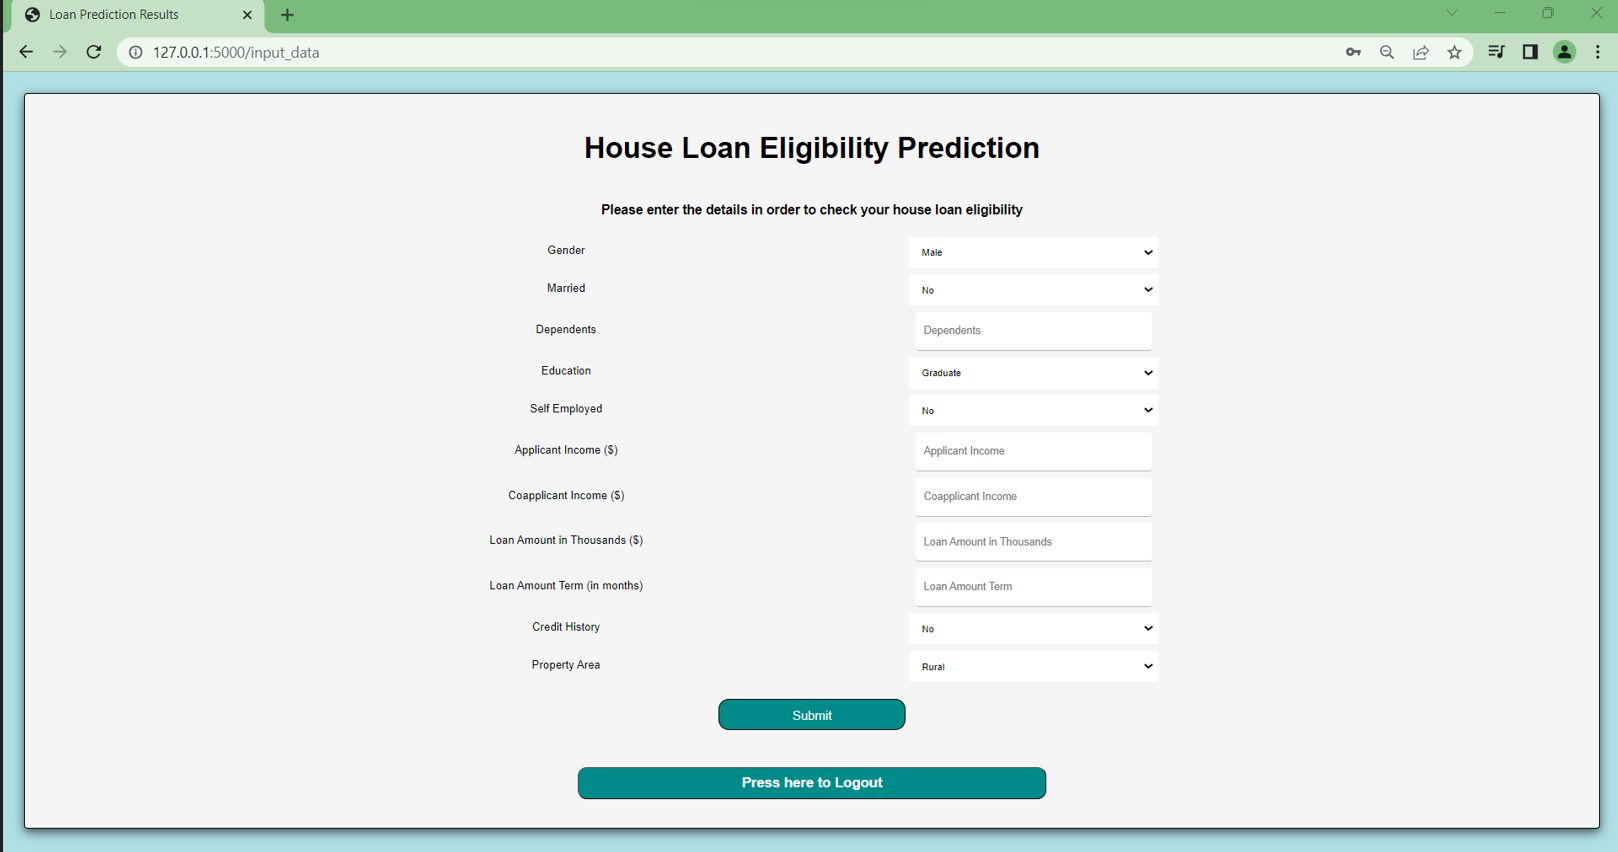 Loan Prediction Results
127.0.0.1:5000/input_data
House Loan Eligibility Prediction
Please enter the details in order to check your house loan eligibility
Gender Male
Married No
Dependents Dependents
Education Graduate
Self Employed No
Applicant Income ($) Applicant Income
Coapplicant Income ($) Coapplicant Income
Loan Amount in Thousands ($) Loan Amount in Thousands
Loan Amount Term (in months) Loan Amount Term
Credit History No
Property Area Rural
Submit
Press here to Logout